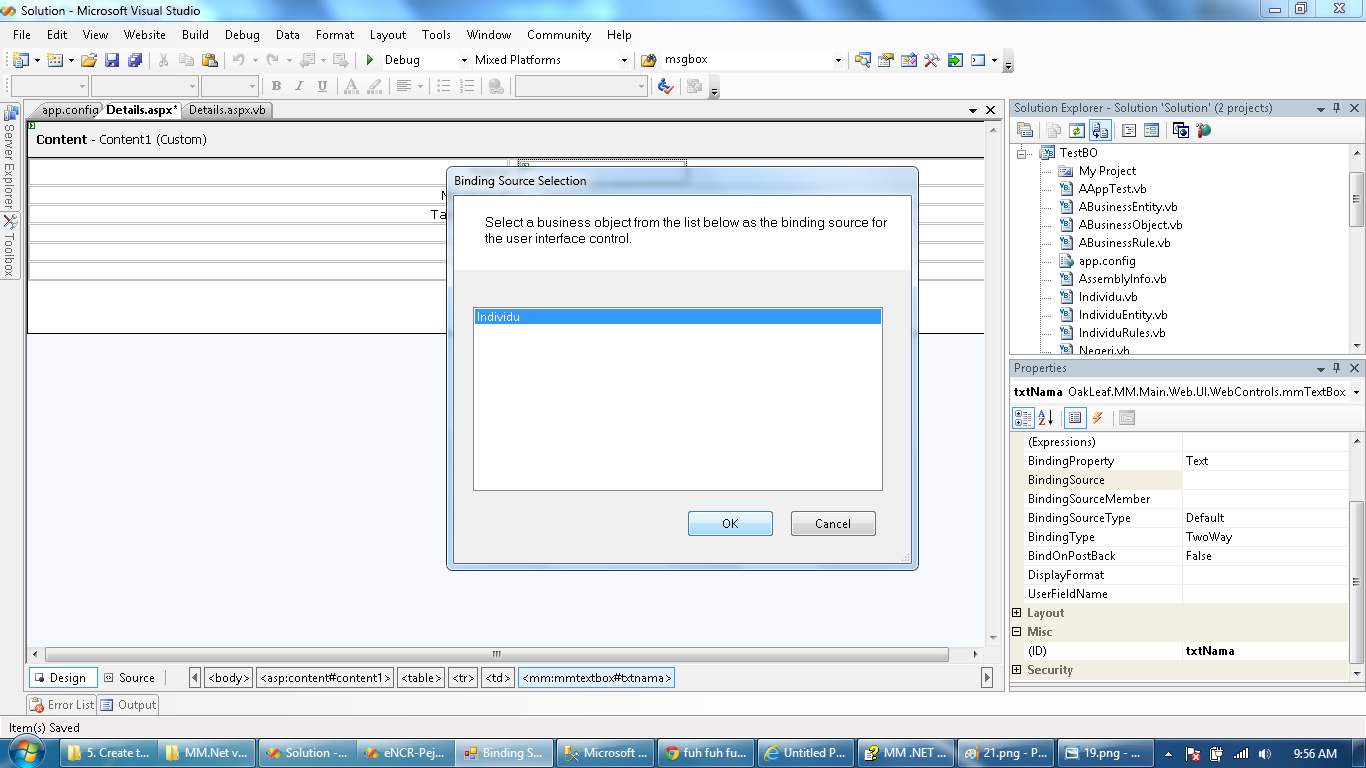 Solution - Microsoft Visual Studio
File Edit View Website Build Debug Data Format Layout Tools Window Community Help
Debug Mixed Platforms msgbox
app.config Details.aspx* Details.aspx.vb
Content - Content1 (Custom)
Server Explorer
Toolbox
Ta
Binding Source Selection
Select a business object from the list below as the binding source for
the user interface control.
Individu
OK Cancel
Solution Explorer - Solution 'Solution' (2 projects)
TestBO
My Project
AAppTest.vb
ABusinessEntity.vb
ABusinessObject.vb
ABusinessRule.vb
app.config
AssemblyInfo.vb
Individu.vb
IndividuEntity.vb
IndividuRules.vb
Negeri.vb
Properties
txtNama OakLeaf.MM.Main.Web.UI.WebControls.mmTextBox
(Expressions)
BindingProperty Text
BindingSource
BindingSourceMember
BindingSourceType Default
BindingType TwoWay
BindOnPostBack False
DisplayFormat
UserFieldName
Layout
Misc
(ID) txtNama
Security
Design Source <body> <asp:content#content1> <table> <tr> <td> <mm:mmtextbox#txtnama>
Error List Output
Item(s) Saved
5. Create t... MM.Net v... Solution -... eNCR-Pej... Binding S... Microsoft ... fuh fuh fu... Untitled P... MM .NET ... 21.png - P... 19.png - ... 9:56 AM